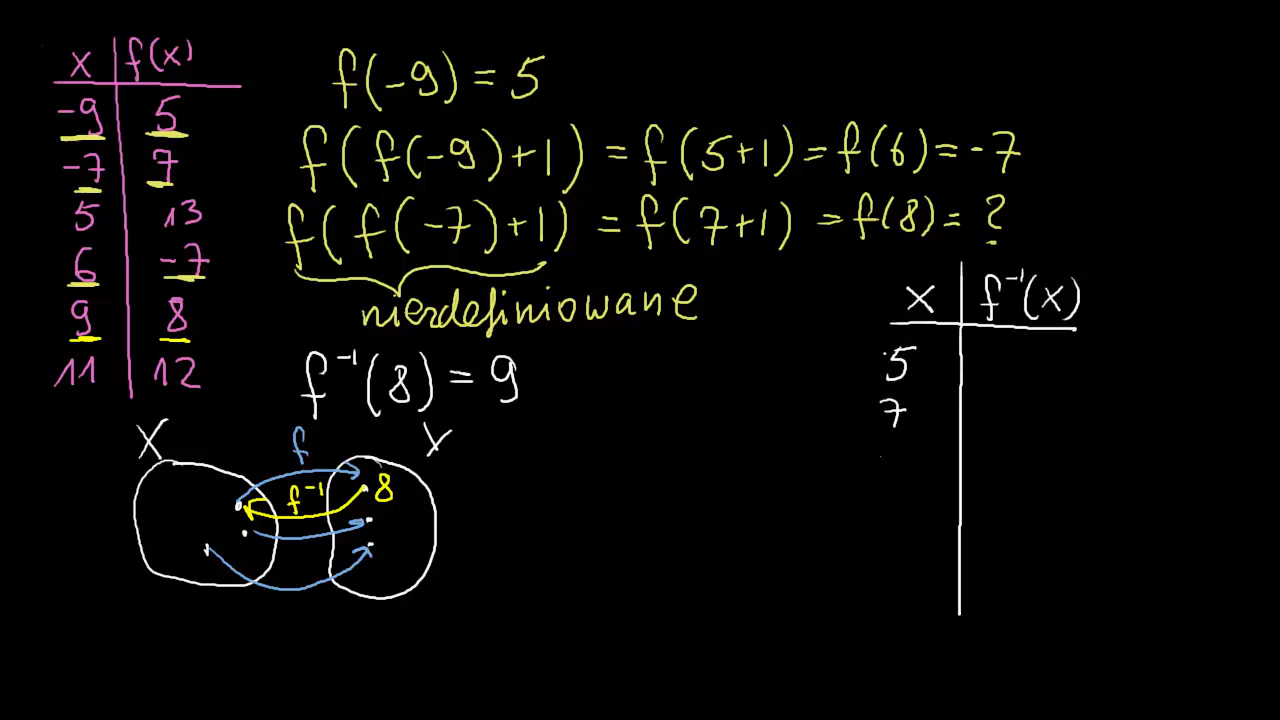 x f(x)
-9 5
-7 7
5 13
6 -7
9 8
11 12
f(-9) = 5
f(f(-9)+1) = f(5+1) = f(6) = -7
f(f(-7)+1) = f(7+1) = f(8) = ?
niezdefiniowane
f⁻¹(8) = 9
X f Y
f⁻¹ 8
x f⁻¹(x)
5
7